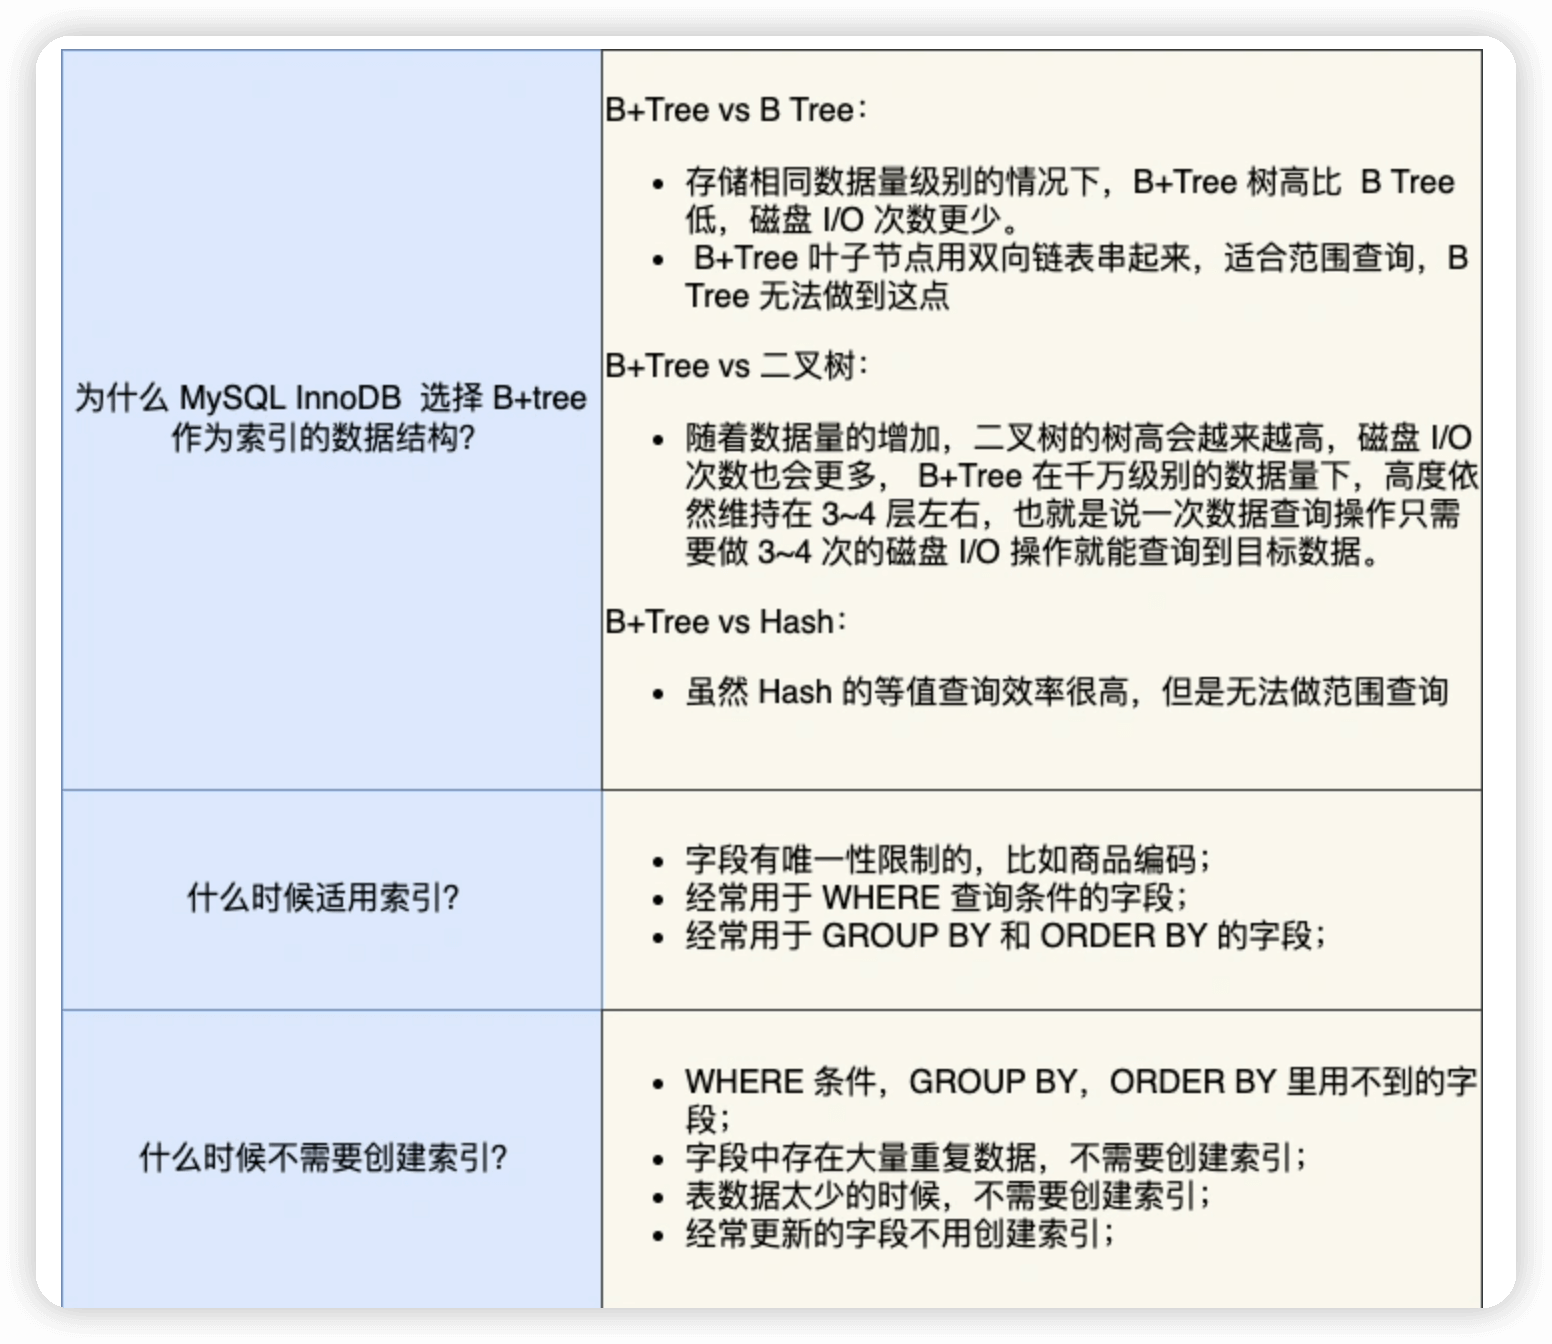 为什么 MySQL InnoDB 选择 B+tree
作为索引的数据结构？
B+Tree vs B Tree：
• 存储相同数据量级别的情况下，B+Tree 树高比 B Tree
低，磁盘 I/O 次数更少。
• B+Tree 叶子节点用双向链表串起来，适合范围查询，B
Tree 无法做到这点
B+Tree vs 二叉树：
• 随着数据量的增加，二叉树的树高会越来越高，磁盘 I/O
次数也会更多， B+Tree 在千万级别的数据量下，高度依
然维持在 3~4 层左右，也就是说一次数据查询操作只需
要做 3~4 次的磁盘 I/O 操作就能查询到目标数据。
B+Tree vs Hash：
• 虽然 Hash 的等值查询效率很高，但是无法做范围查询
什么时候适用索引？
• 字段有唯一性限制的，比如商品编码；
• 经常用于 WHERE 查询条件的字段；
• 经常用于 GROUP BY 和 ORDER BY 的字段；
什么时候不需要创建索引？
• WHERE 条件，GROUP BY，ORDER BY 里用不到的字
段；
• 字段中存在大量重复数据，不需要创建索引；
• 表数据太少的时候，不需要创建索引；
• 经常更新的字段不用创建索引；